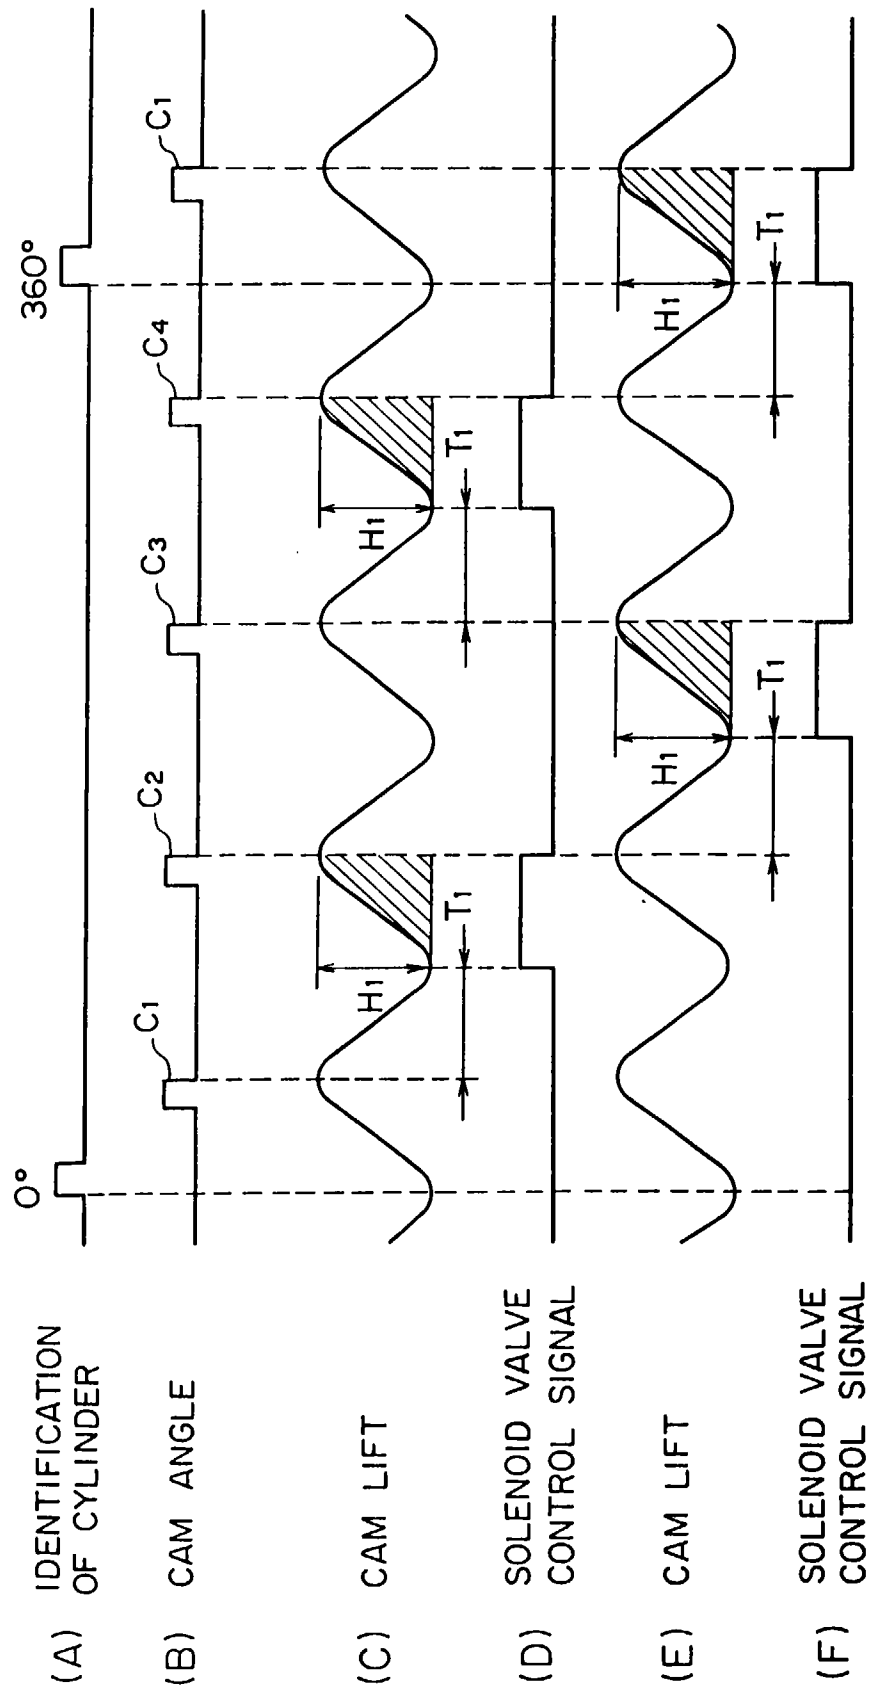 0°
360°
(A) IDENTIFICATION
OF CYLINDER
C1
C2
C3
C4
C1
(B) CAM ANGLE
H1
H1
(C) CAM LIFT
T1
T1
(D) SOLENOID VALVE
CONTROL SIGNAL
H1
H1
(E) CAM LIFT
T1
T1
(F) SOLENOID VALVE
CONTROL SIGNAL